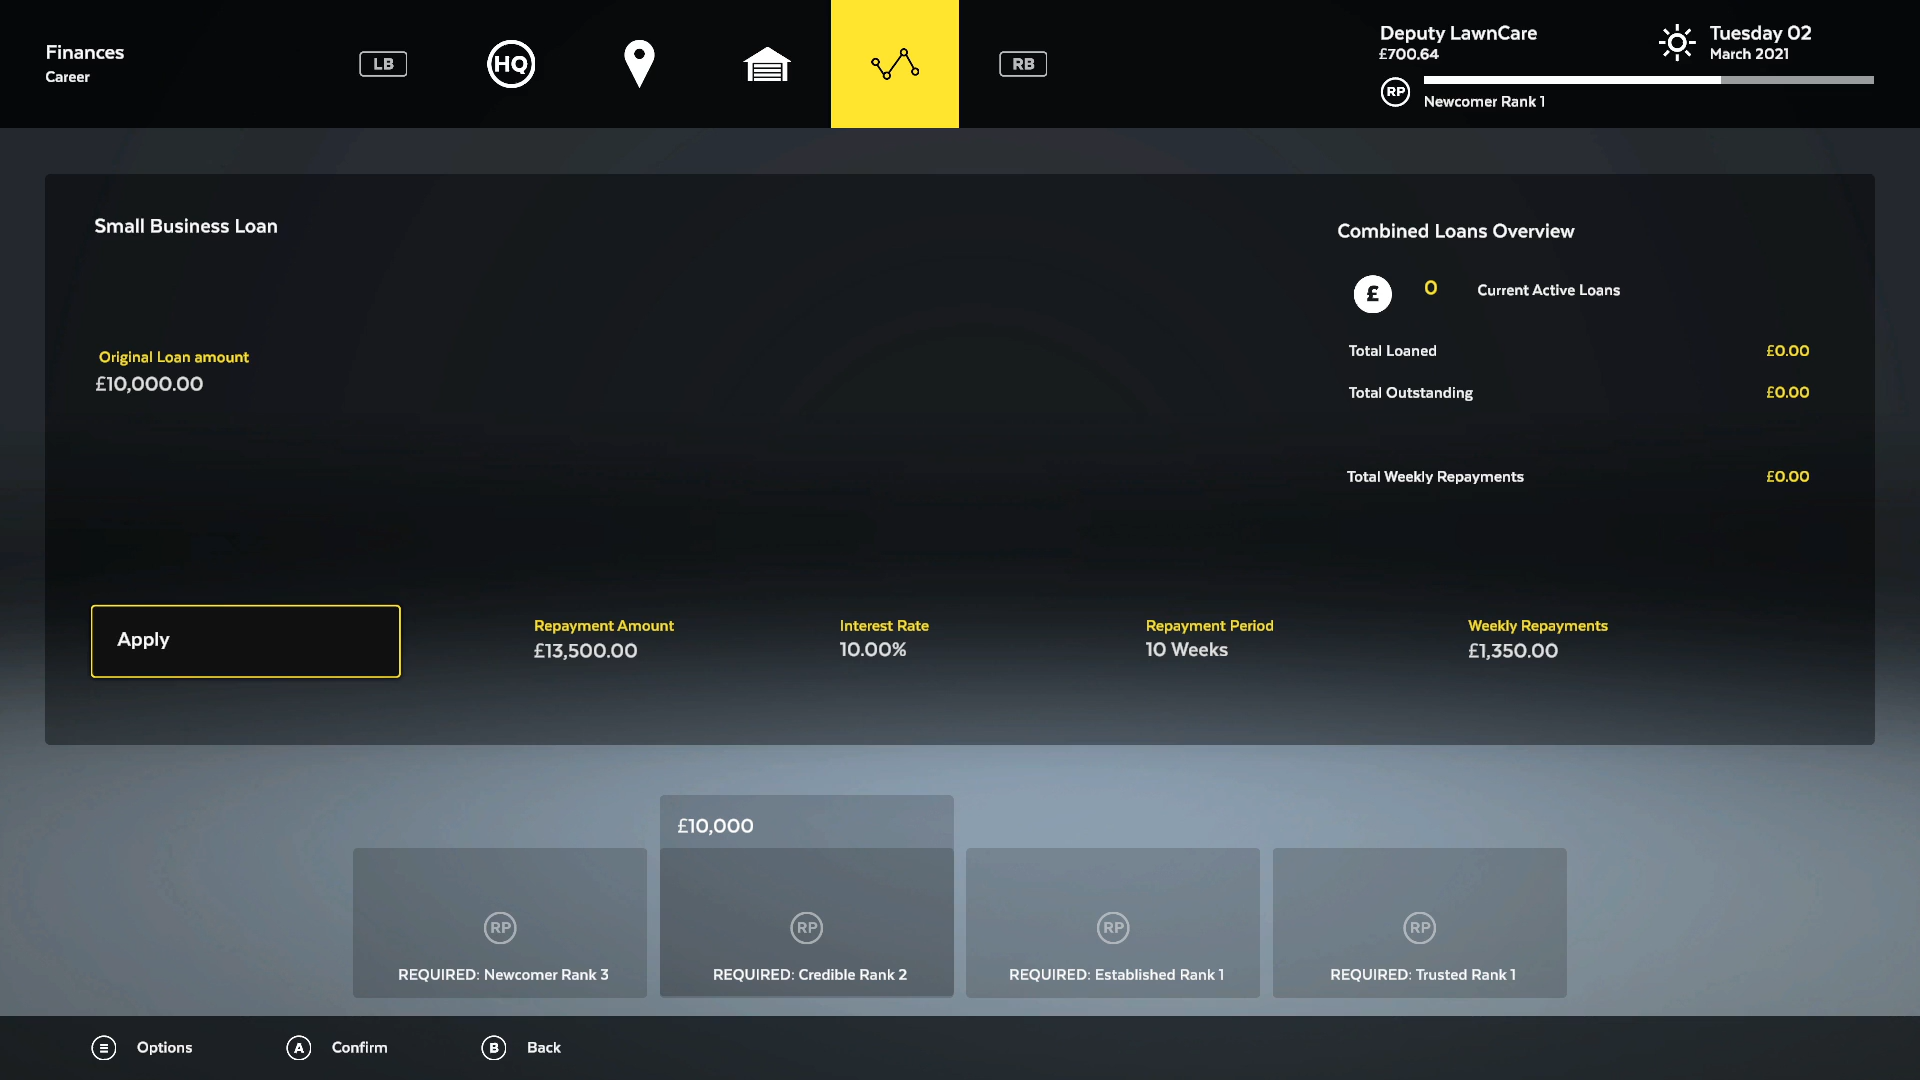 Finances
Career
LB
HQ
RB
Deputy LawnCare
£700.64
RP
Newcomer Rank 1
Tuesday 02
March 2021
Small Business Loan
Original Loan amount
£10,000.00
Combined Loans Overview
£ 0 Current Active Loans
Total Loaned £0.00
Total Outstanding £0.00
Total Weekly Repayments £0.00
Apply
Repayment Amount
£13,500.00
Interest Rate
10.00%
Repayment Period
10 Weeks
Weekly Repayments
£1,350.00
£10,000
RP
REQUIRED: Newcomer Rank 3
RP
REQUIRED: Credible Rank 2
RP
REQUIRED: Established Rank 1
RP
REQUIRED: Trusted Rank 1
Options
A Confirm
B Back